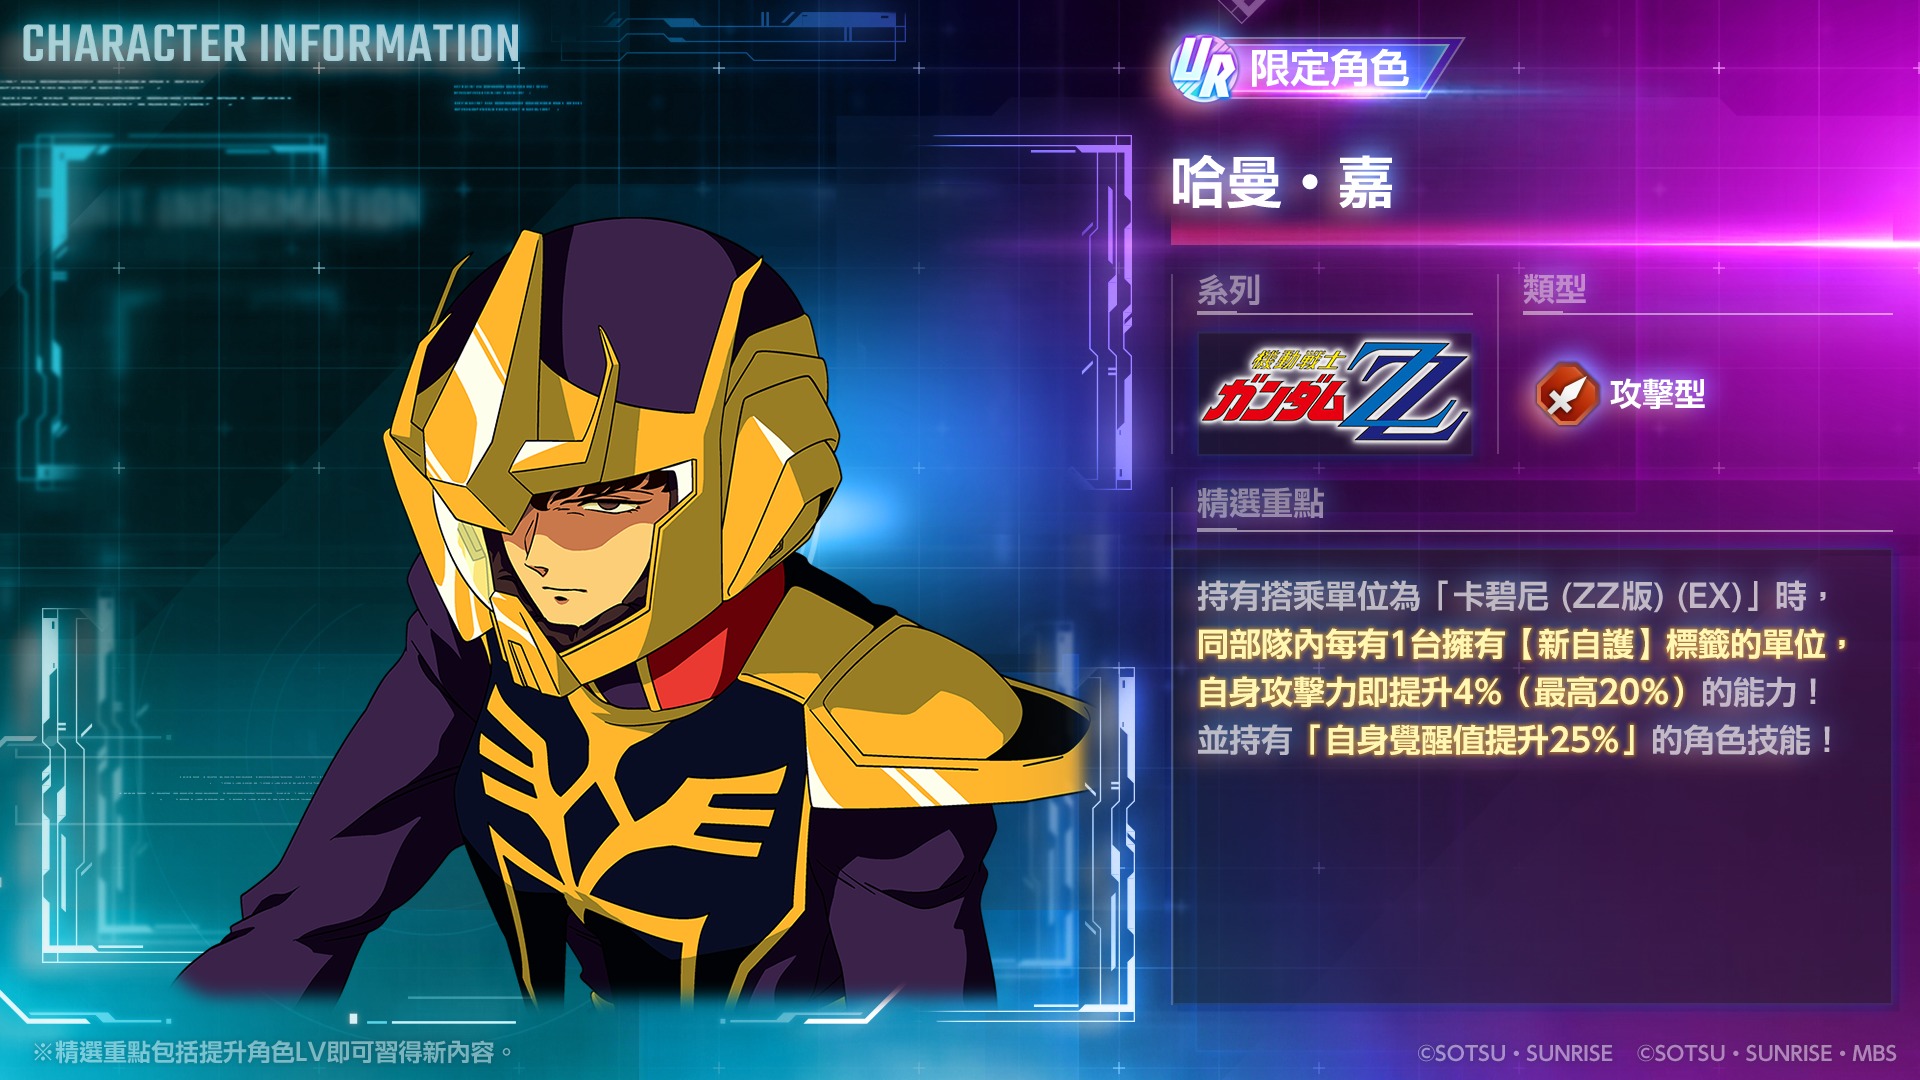 CHARACTER INFORMATION
UR 限定角色
哈曼・嘉
系列
類型
機動戦士
ガンダムZZ
攻擊型
精選重點
持有搭乘單位為「卡碧尼 (ZZ版) (EX)」時，
同部隊內每有1台擁有【新自護】標籤的單位，
自身攻擊力即提升4%（最高20%）的能力！
並持有「自身覺醒值提升25%」的角色技能！
※精選重點包括提升角色LV即可習得新內容。
©SOTSU・SUNRISE ©SOTSU・SUNRISE・MBS